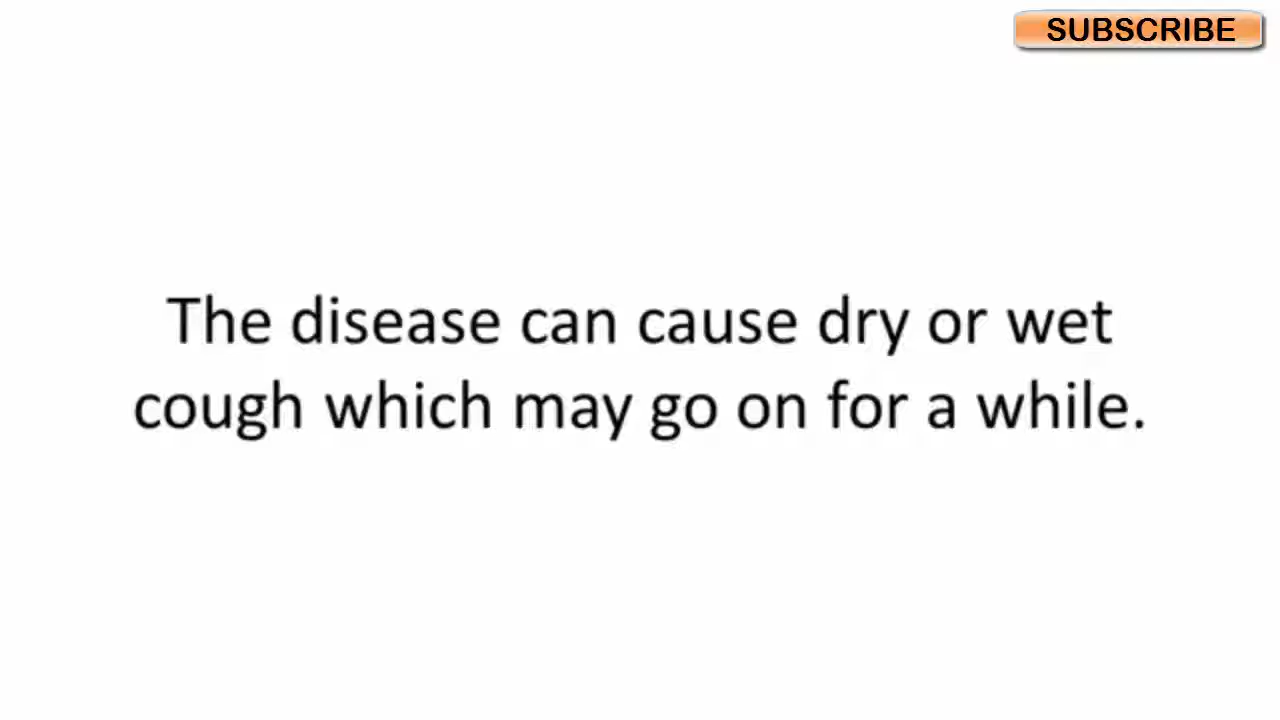 SUBSCRIBE
The disease can cause dry or wet
cough which may go on for a while.